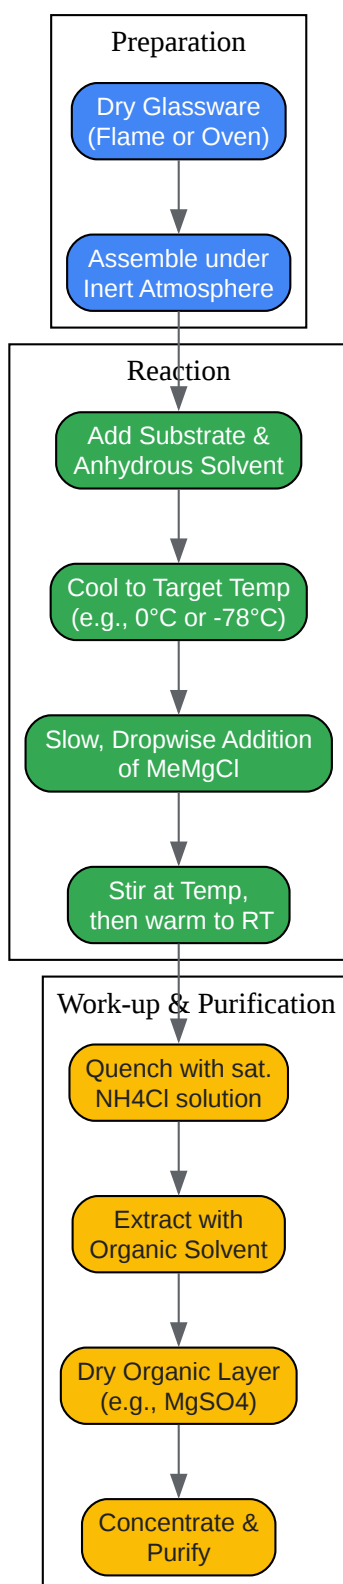 Preparation
Dry Glassware
(Flame or Oven)
Assemble under
Inert Atmosphere
Reaction
Add Substrate &
Anhydrous Solvent
Cool to Target Temp
(e.g., 0°C or -78°C)
Slow, Dropwise Addition
of MeMgCl
Stir at Temp,
then warm to RT
Work-up & Purification
Quench with sat.
NH4Cl solution
Extract with
Organic Solvent
Dry Organic Layer
(e.g., MgSO4)
Concentrate &
Purify